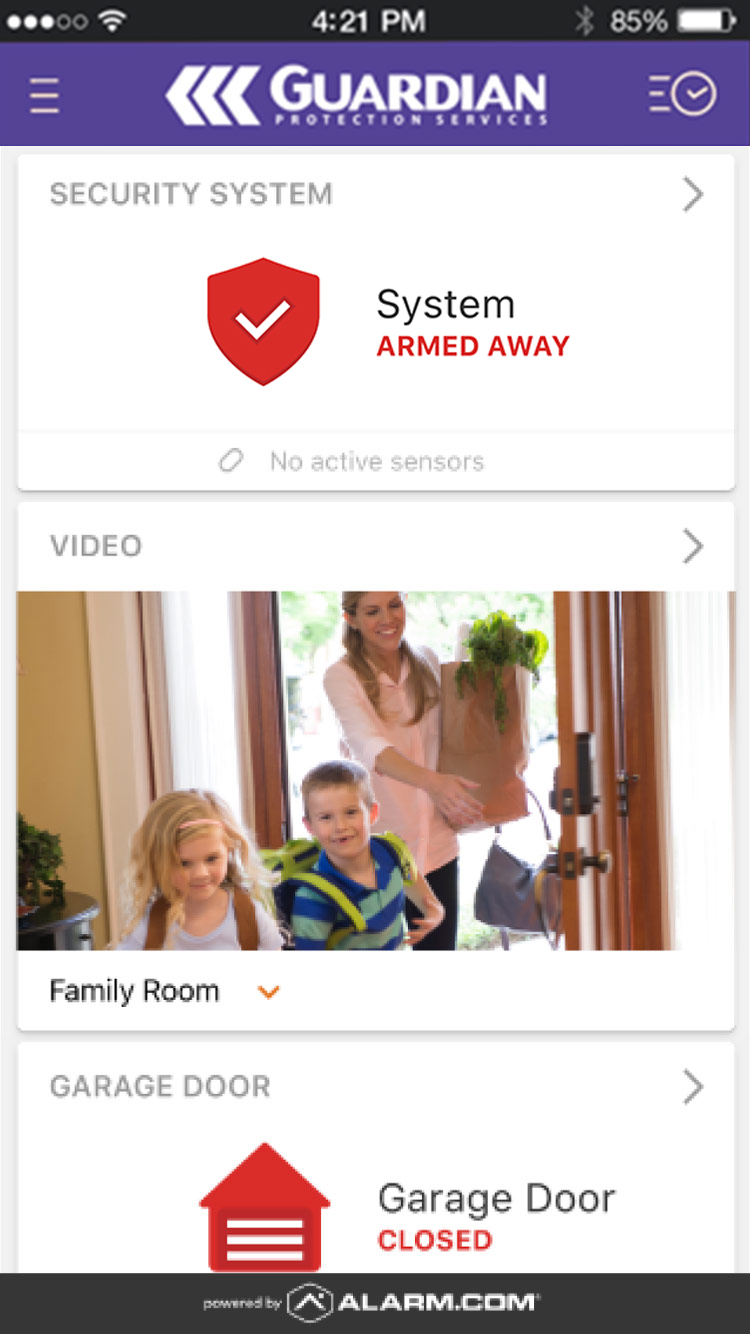 4:21 PM
85%
GUARDIAN
PROTECTION SERVICES
SECURITY SYSTEM
System
ARMED AWAY
No active sensors
VIDEO
Family Room
GARAGE DOOR
Garage Door
CLOSED
powered by ALARM.COM